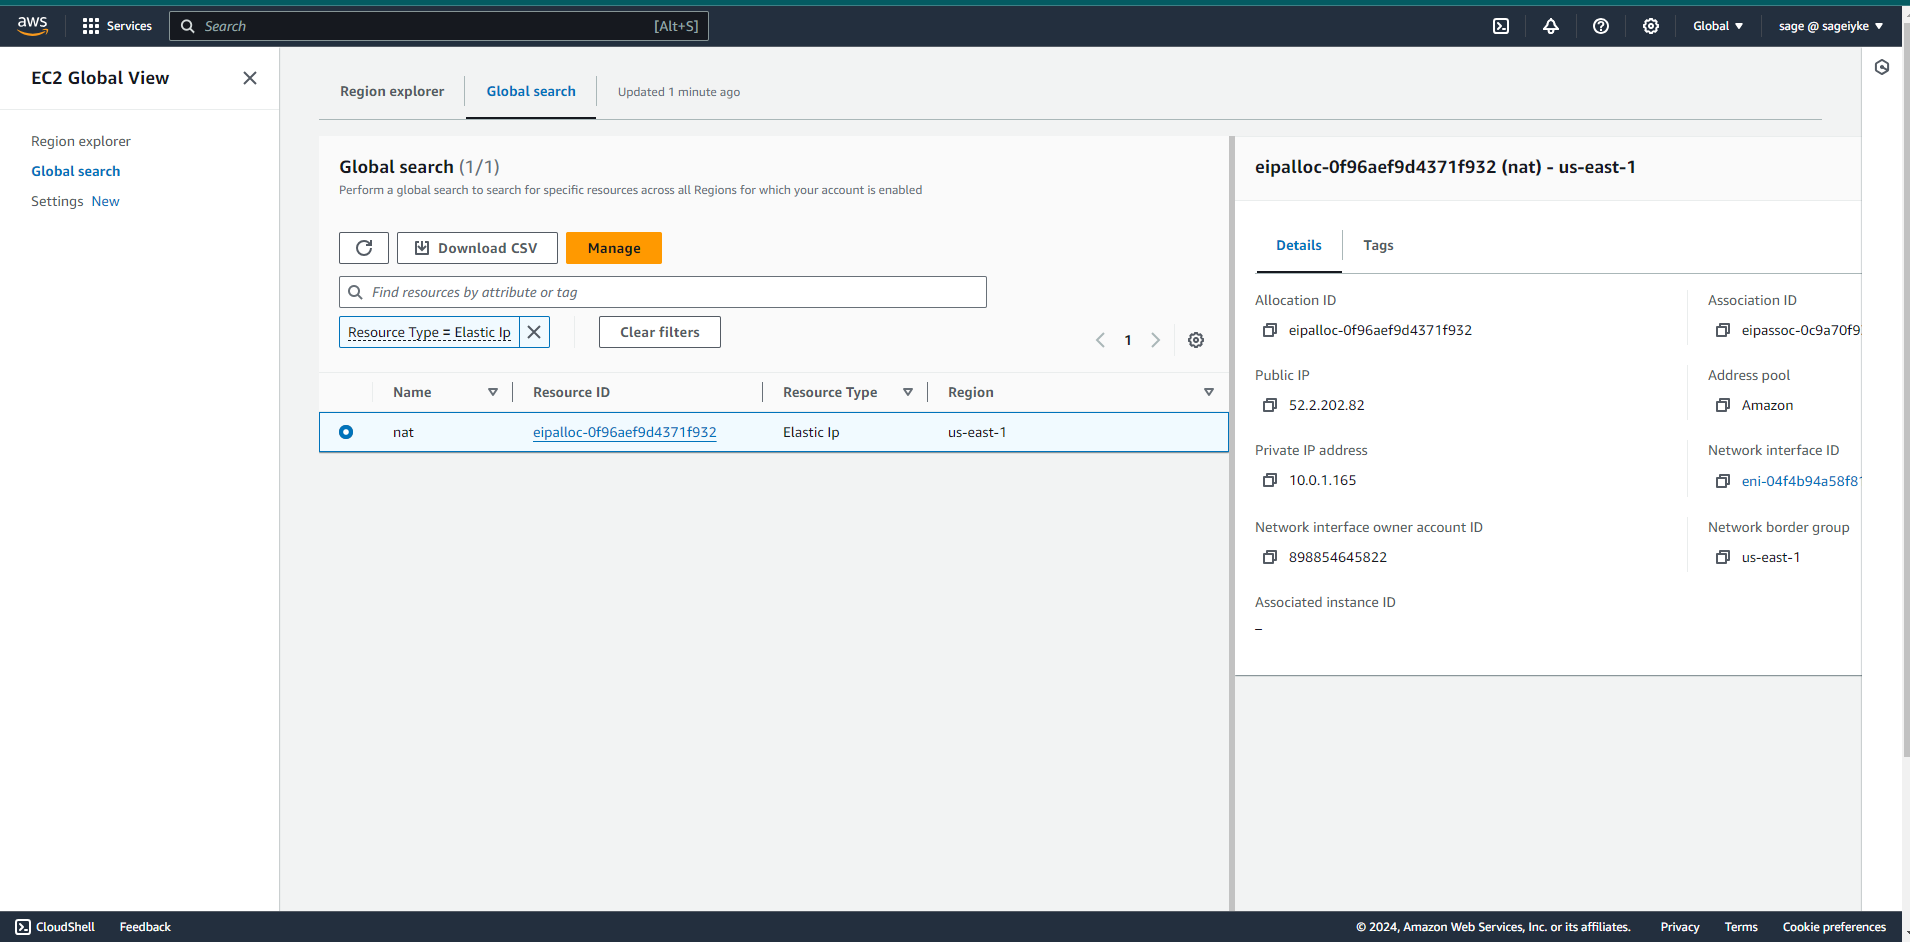 aws Services Search [Alt+S] Global sage @ sageiyke
EC2 Global View
Region explorer
Global search
Settings New
Region explorer Global search Updated 1 minute ago
Global search (1/1)
Perform a global search to search for specific resources across all Regions for which your account is enabled
Download CSV Manage
Find resources by attribute or tag
Resource Type = Elastic Ip Clear filters
1
Name Resource ID Resource Type Region
nat eipalloc-0f96aef9d4371f932 Elastic Ip us-east-1
eipalloc-0f96aef9d4371f932 (nat) - us-east-1
Details Tags
Allocation ID Association ID
eipalloc-0f96aef9d4371f932 eipassoc-0c9a70f9
Public IP Address pool
52.2.202.82 Amazon
Private IP address Network interface ID
10.0.1.165 eni-04f4b94a58f81
Network interface owner account ID Network border group
898854645822 us-east-1
Associated instance ID
–
CloudShell Feedback © 2024, Amazon Web Services, Inc. or its affiliates. Privacy Terms Cookie preferences